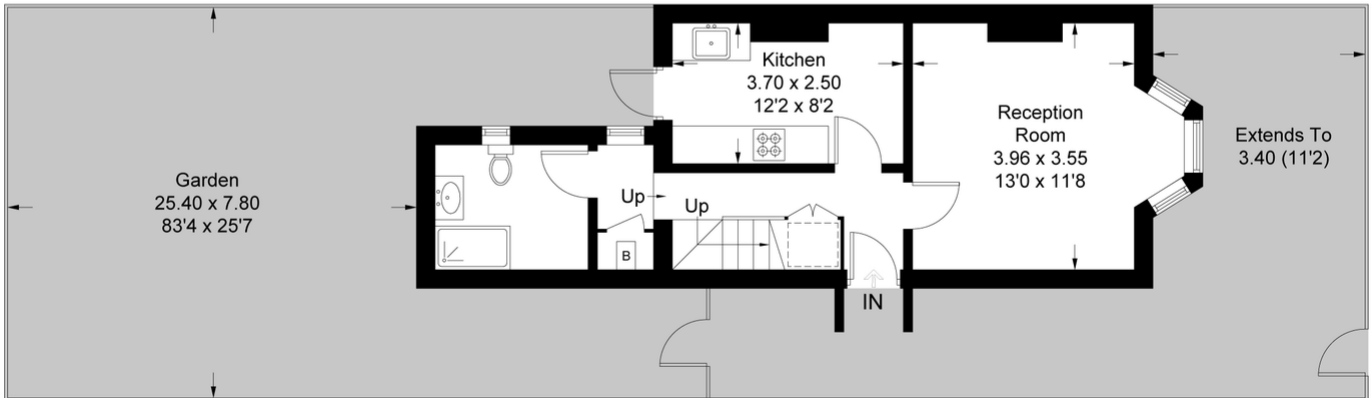 Garden
25.40 x 7.80
83'4 x 25'7
Kitchen
3.70 x 2.50
12'2 x 8'2
Reception
Room
3.96 x 3.55
13'0 x 11'8
Extends To
3.40 (11'2)
Up
Up
B
IN